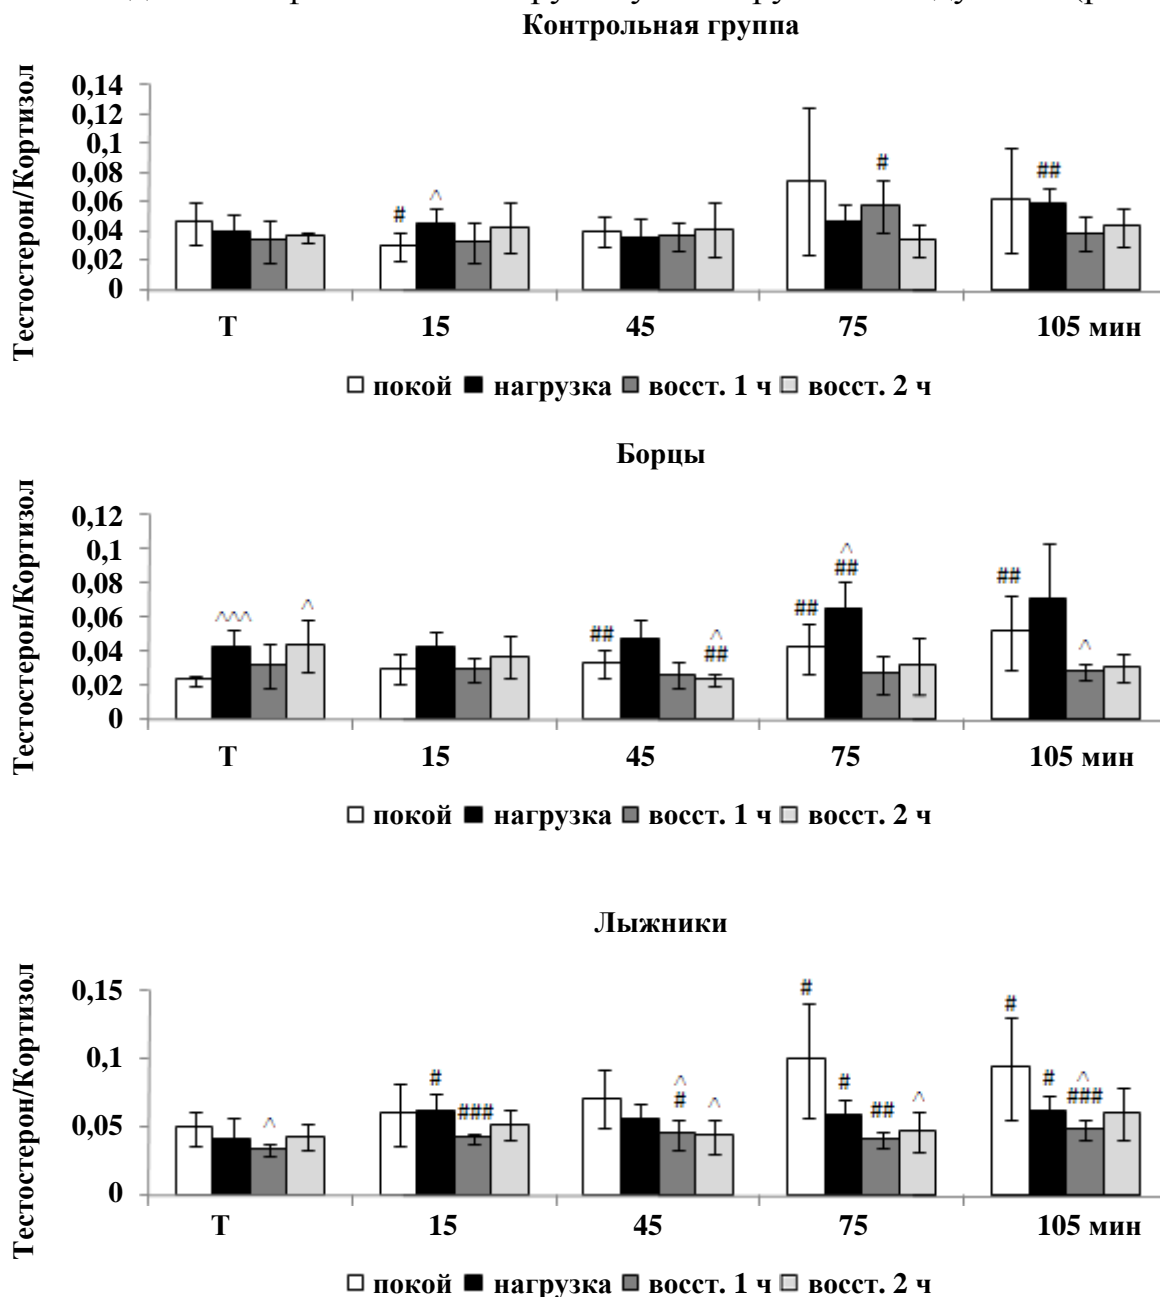 Контрольная группа
Тестостерон/Кортизол
0,14
0,12
0,1
0,08
0,06
0,04
0,02
0
# ^ # ##
Т 15 45 75 105 мин
покой нагрузка восст. 1 ч восст. 2 ч
Борцы
Тестостерон/Кортизол
0,12
0,1
0,08
0,06
0,04
0,02
0
^^^ ^ ## ^ ## ## ^ ## ## ^
Т 15 45 75 105 мин
покой нагрузка восст. 1 ч восст. 2 ч
Лыжники
Тестостерон/Кортизол
0,15
0,1
0,05
0
^ # ### ^ # ^ # # ## ^ # # ^ ###
Т 15 45 75 105 мин
покой нагрузка восст. 1 ч восст. 2 ч